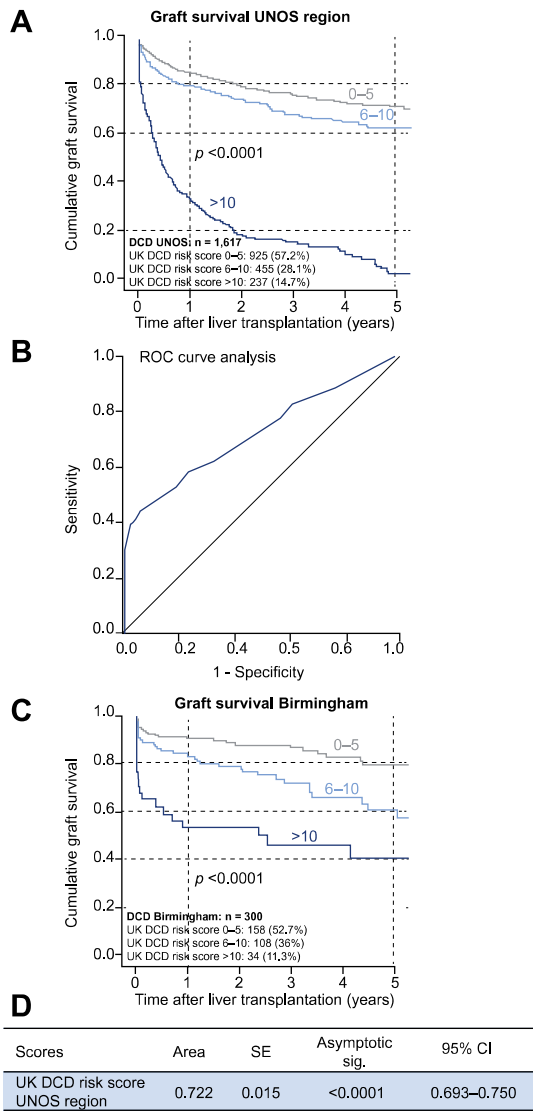 A
Graft survival UNOS region
Cumulative graft survival
1.0
0.8
0.6
0.4
0.2
0.0
0–5
6–10
p <0.0001
>10
DCD UNOS: n = 1,617
UK DCD risk score 0–5: 925 (57.2%)
UK DCD risk score 6–10: 455 (28.1%)
UK DCD risk score >10: 237 (14.7%)
0 1 2 3 4 5
Time after liver transplantation (years)
B
ROC curve analysis
Sensitivity
1.0
0.8
0.6
0.4
0.2
0.0
0.0 0.2 0.4 0.5 0.6 1.0
1 - Specificity
C
Graft survival Birmingham
Cumulative graft survival
1.0
0.8
0.6
0.4
0.2
0.0
0–5
6–10
>10
p <0.0001
DCD Birmingham: n = 300
UK DCD risk score 0–5: 158 (52.7%)
UK DCD risk score 6–10: 108 (36%)
UK DCD risk score >10: 34 (11.3%)
0 1 2 3 4 5
Time after liver transplantation (years)
D
Scores Area SE Asymptotic sig. 95% CI
UK DCD risk score UNOS region 0.722 0.015 <0.0001 0.693–0.750